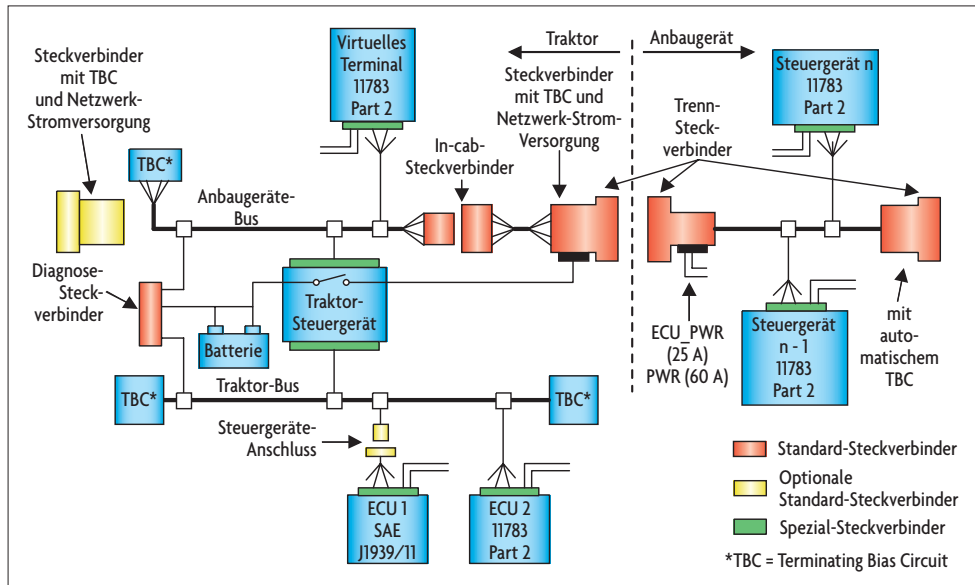 Steckverbinder
mit TBC
und Netzwerk-
Stromversorgung
Virtuelles
Terminal
11783
Part 2
Traktor
Anbaugerät
Steckverbinder
mit TBC und
Netzwerk-Strom-
Versorgung
Steuergerät n
11783
Part 2
Trenn-
Steck-
verbinder
In-cab-
Steckverbinder
TBC*
Anbaugeräte-
Bus
Diagnose-
Steck-
verbinder
Batterie
Traktor-
Steuergerät
ECU_PWR
(25 A)
PWR (60 A)
Steuergerät
n - 1
11783
Part 2
mit
auto-
matischem
TBC
TBC*
Traktor-Bus
TBC*
Steuergeräte-
Anschluss
ECU 1
SAE
J1939/11
ECU 2
11783
Part 2
Standard-Steckverbinder
Optionale
Standard-Steckverbinder
Spezial-Steckverbinder
*TBC = Terminating Bias Circuit